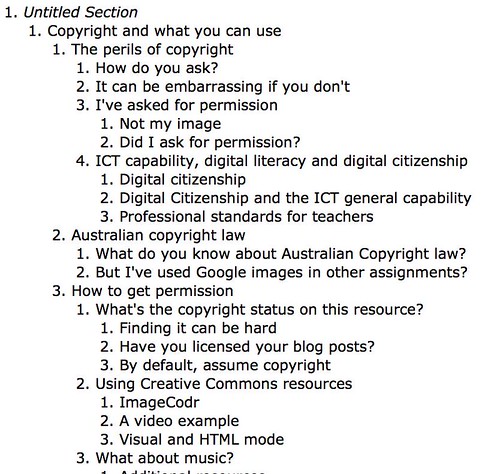 1. Untitled Section
1. Copyright and what you can use
1. The perils of copyright
1. How do you ask?
2. It can be embarrassing if you don't
3. I've asked for permission
1. Not my image
2. Did I ask for permission?
4. ICT capability, digital literacy and digital citizenship
1. Digital citizenship
2. Digital Citizenship and the ICT general capability
3. Professional standards for teachers
2. Australian copyright law
1. What do you know about Australian Copyright law?
2. But I've used Google images in other assignments?
3. How to get permission
1. What's the copyright status on this resource?
1. Finding it can be hard
2. Have you licensed your blog posts?
3. By default, assume copyright
2. Using Creative Commons resources
1. ImageCodr
2. A video example
3. Visual and HTML mode
3. What about music?
1. Additional resources